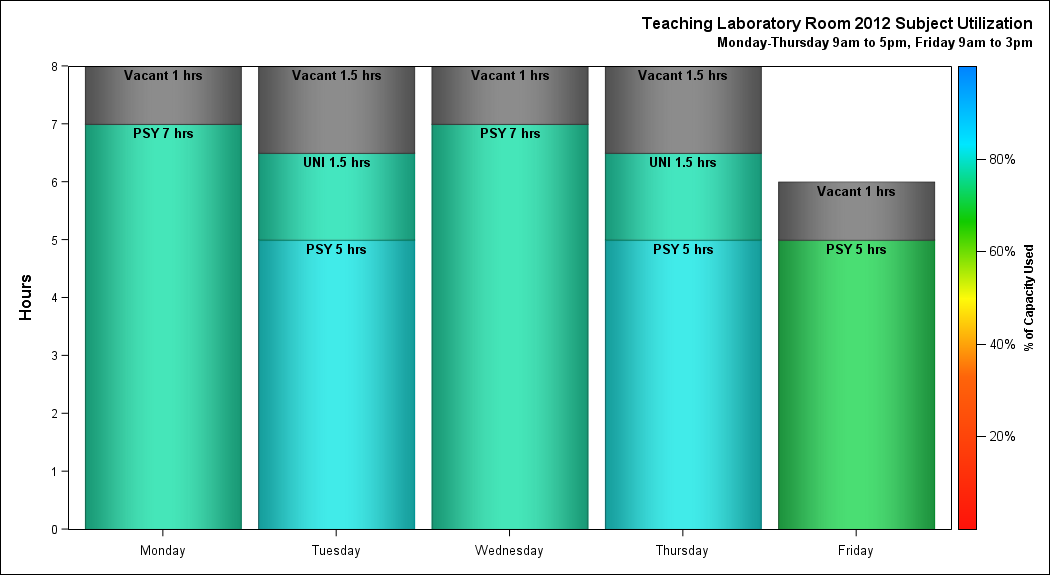 Teaching Laboratory Room 2012 Subject Utilization
Monday-Thursday 9am to 5pm, Friday 9am to 3pm
Hours
8
7
6
5
4
3
2
1
0
Vacant 1 hrs
PSY 7 hrs
Vacant 1.5 hrs
UNI 1.5 hrs
PSY 5 hrs
Vacant 1 hrs
PSY 7 hrs
Vacant 1.5 hrs
UNI 1.5 hrs
PSY 5 hrs
Vacant 1 hrs
PSY 5 hrs
Monday
Tuesday
Wednesday
Thursday
Friday
80%
60%
40%
20%
% of Capacity Used